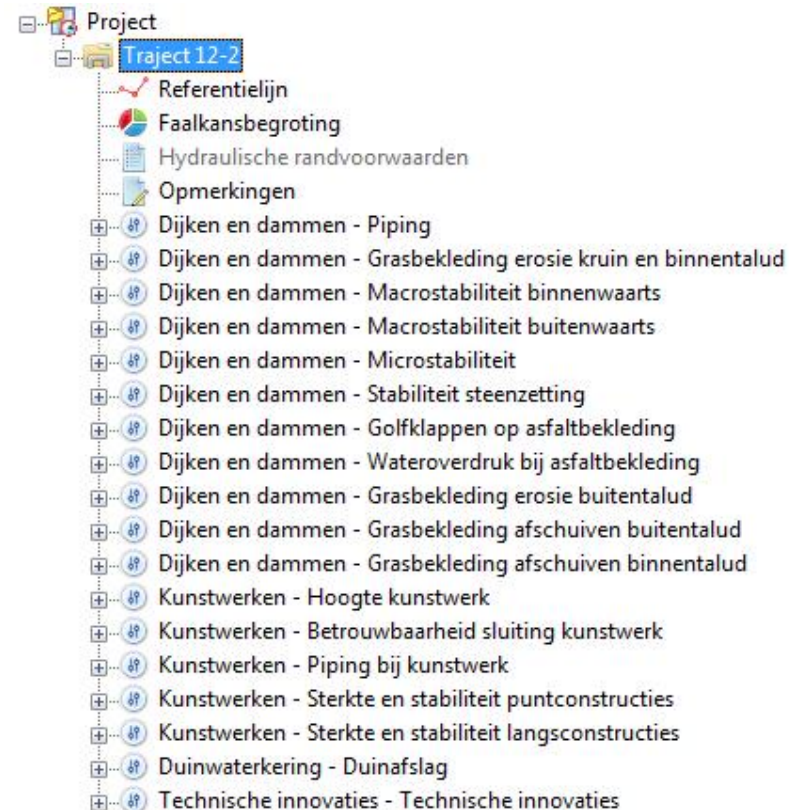 Project
Traject 12-2
Referentielijn
Faalkansbegroting
Hydraulische randvoorwaarden
Opmerkingen
Dijken en dammen - Piping
Dijken en dammen - Grasbekleding erosie kruin en binnentalud
Dijken en dammen - Macrostabiliteit binnenwaarts
Dijken en dammen - Macrostabiliteit buitenwaarts
Dijken en dammen - Microstabiliteit
Dijken en dammen - Stabiliteit steenzetting
Dijken en dammen - Golfklappen op asfaltbekleding
Dijken en dammen - Wateroverdruk bij asfaltbekleding
Dijken en dammen - Grasbekleding erosie buitentalud
Dijken en dammen - Grasbekleding afschuiven buitentalud
Dijken en dammen - Grasbekleding afschuiven binnentalud
Kunstwerken - Hoogte kunstwerk
Kunstwerken - Betrouwbaarheid sluiting kunstwerk
Kunstwerken - Piping bij kunstwerk
Kunstwerken - Sterkte en stabiliteit puntconstructies
Kunstwerken - Sterkte en stabiliteit langsconstructies
Duinwaterkering - Duinafslag
Technische innovaties - Technische innovaties